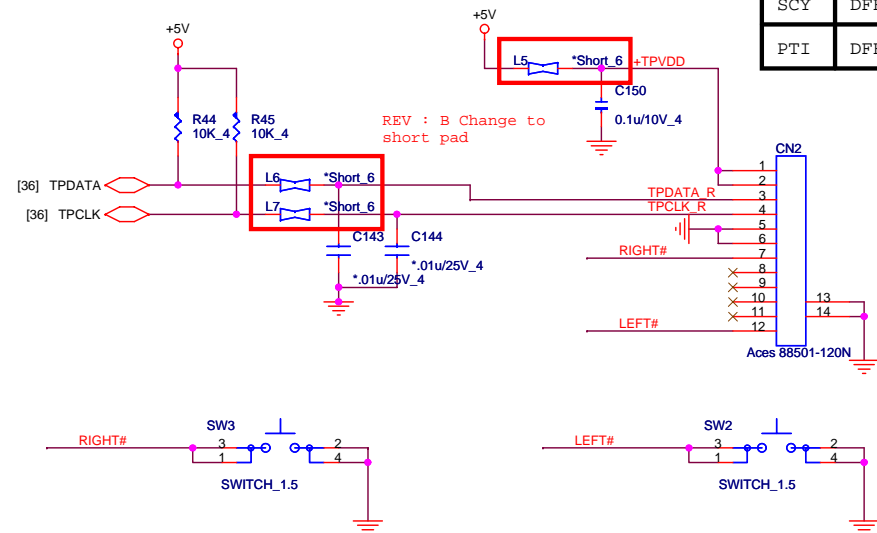 SCY DF
PTI DF
+5V
+5V
L5 *Short_6 +TPVDD
C150
0.1u/10V_4
R44
10K_4
R45
10K_4
REV : B Change to
short pad
CN2
[36] TPDATA
L6 *Short_6
TPDATA_R
[36] TPCLK
L7 *Short_6
TPCLK_R
C143
*.01u/25V_4
C144
*.01u/25V_4
RIGHT#
LEFT#
1
2
3
4
5
6
7
8
9
10
11
12
13
14
Aces 88501-120N
RIGHT#
SW3
3 2
1 4
SWITCH_1.5
LEFT#
SW2
3 2
1 4
SWITCH_1.5